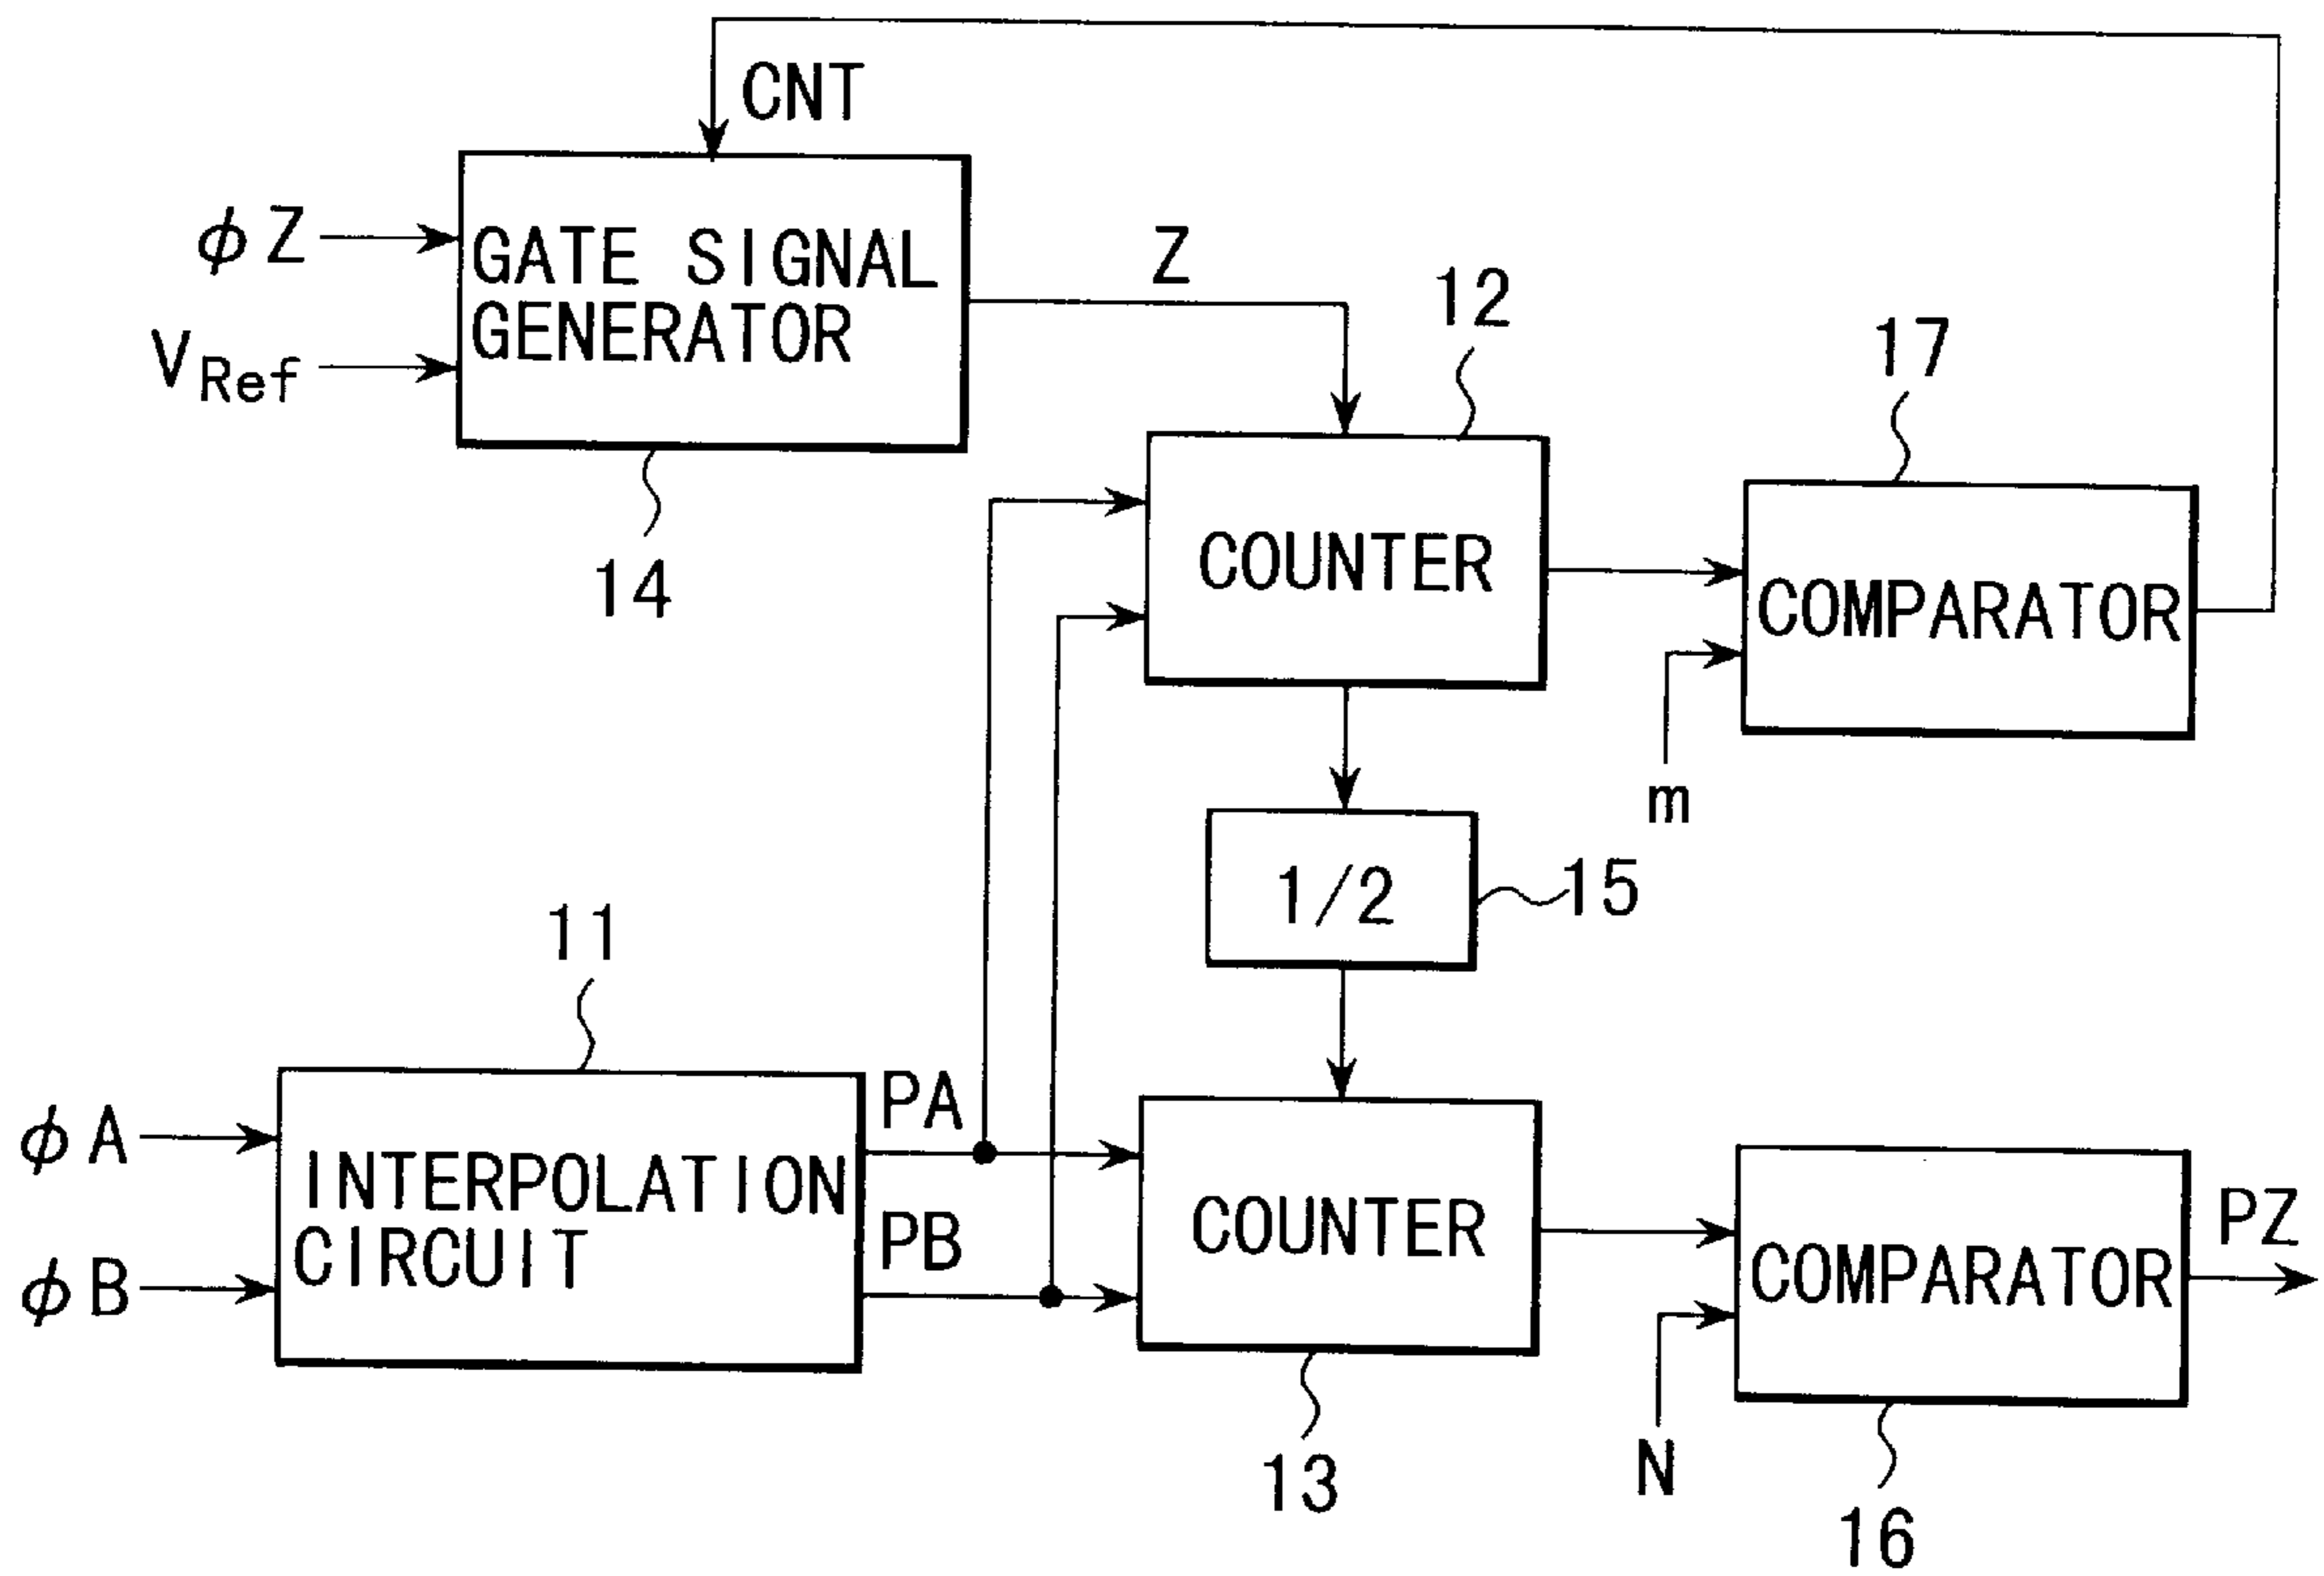 CNT
ϕZ
GATE SIGNAL
GENERATOR
Z
12
17
VRef
14
COUNTER
COMPARATOR
m
1/2
15
11
ϕA
INTERPOLATION
CIRCUIT
PA
ϕB
PB
COUNTER
COMPARATOR
PZ
13
N
16